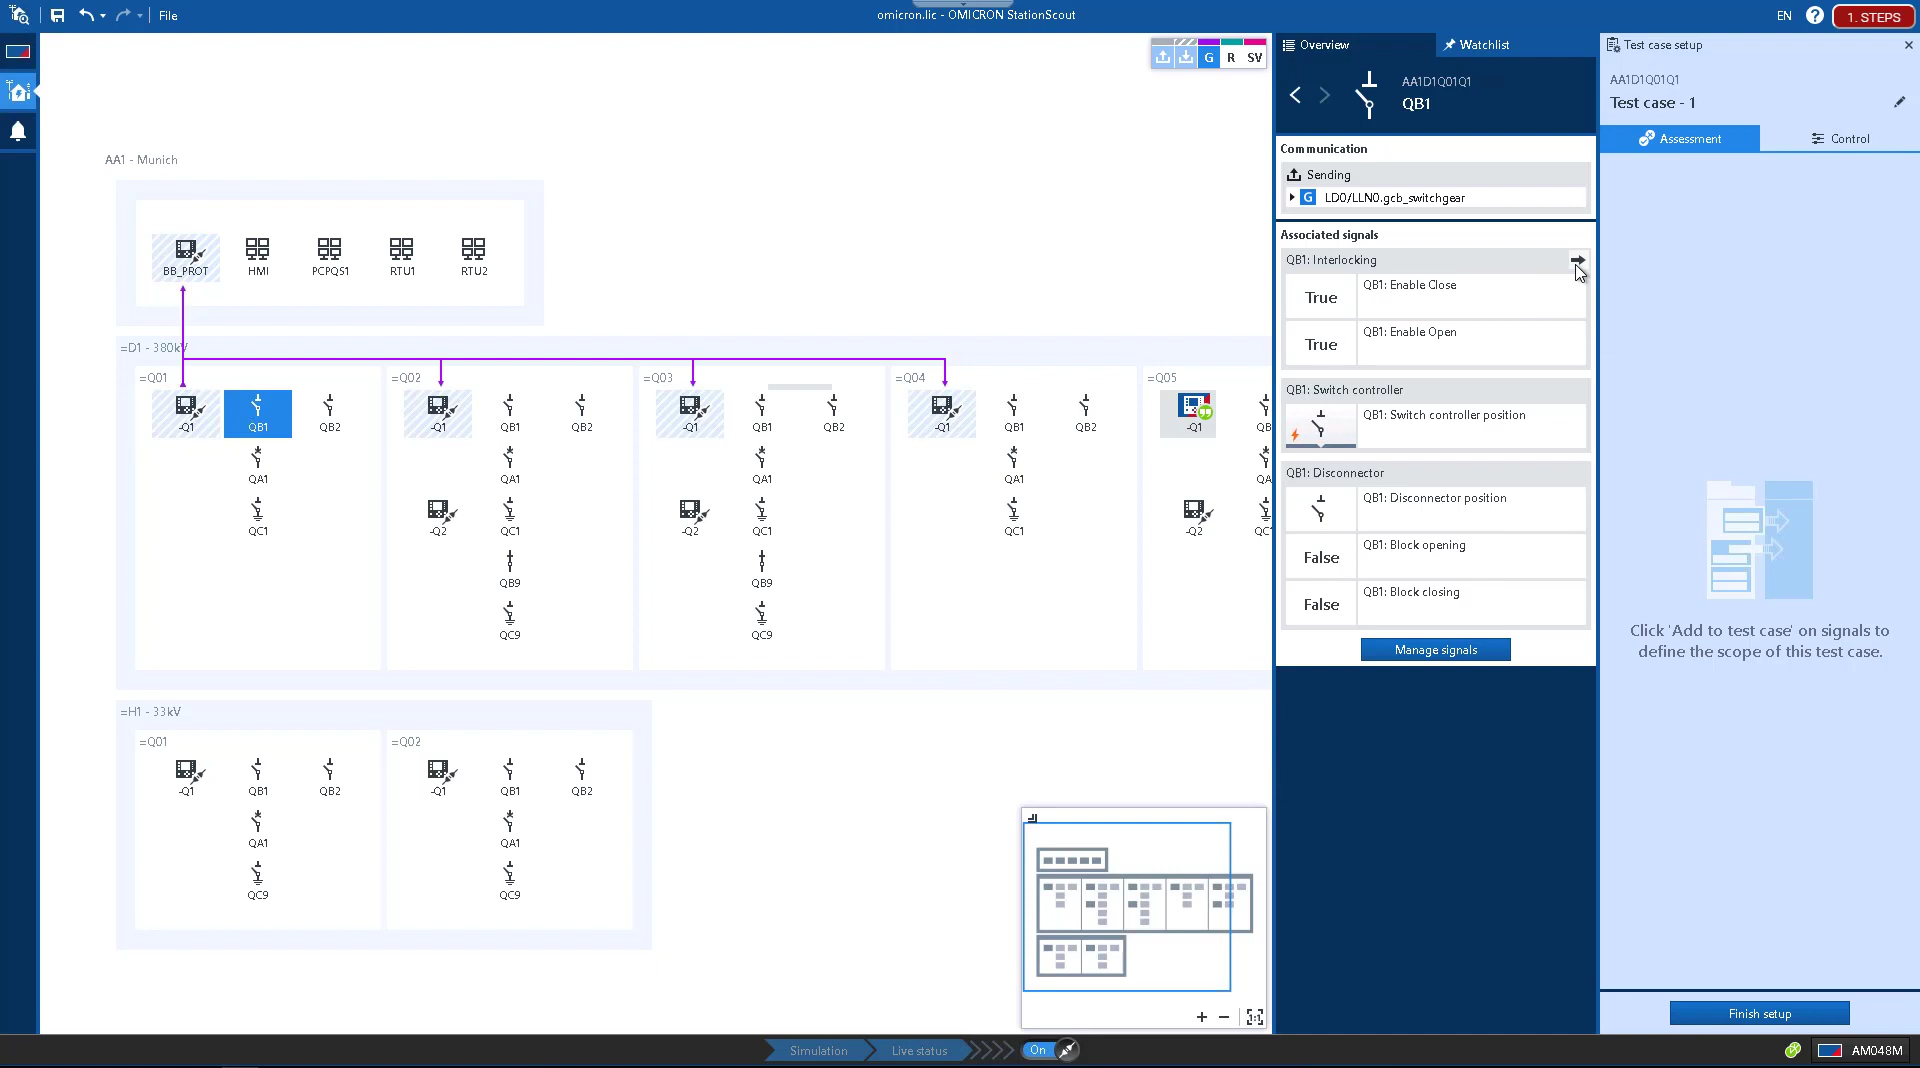 File
omicron.lic - OMICRON StationScout
EN
?
1. STEPS
G
R
SV
AA1 - Munich
BB_PROT
HMI
PCPQS1
RTU1
RTU2
=D1 - 380kV
=Q01
=Q02
=Q03
=Q04
=Q05
-Q1
QB1
QB2
-Q1
QB1
QB2
-Q1
QB1
QB2
-Q1
QB1
QB2
-Q1
QB
QA1
QA1
QA1
QA1
QA
QC1
-Q2
QC1
-Q2
QC1
QC1
-Q2
QC
QB9
QB9
QC9
QC9
=H1 - 33kV
=Q01
=Q02
-Q1
QB1
QB2
-Q1
QB1
QB2
QA1
QA1
QC9
QC9
1:1
Simulation
Live status
On
Overview
Watchlist
AA1D1Q01Q1
QB1
Communication
Sending
G LD0/LLN0.gcb_switchgear
Associated signals
QB1: Interlocking
True
QB1: Enable Close
True
QB1: Enable Open
QB1: Switch controller
QB1: Switch controller position
QB1: Disconnector
QB1: Disconnector position
False
QB1: Block opening
False
QB1: Block closing
Manage signals
Test case setup
AA1D1Q01Q1
Test case - 1
Assessment
Control
Click 'Add to test case' on signals to
define the scope of this test case.
Finish setup
AM048M